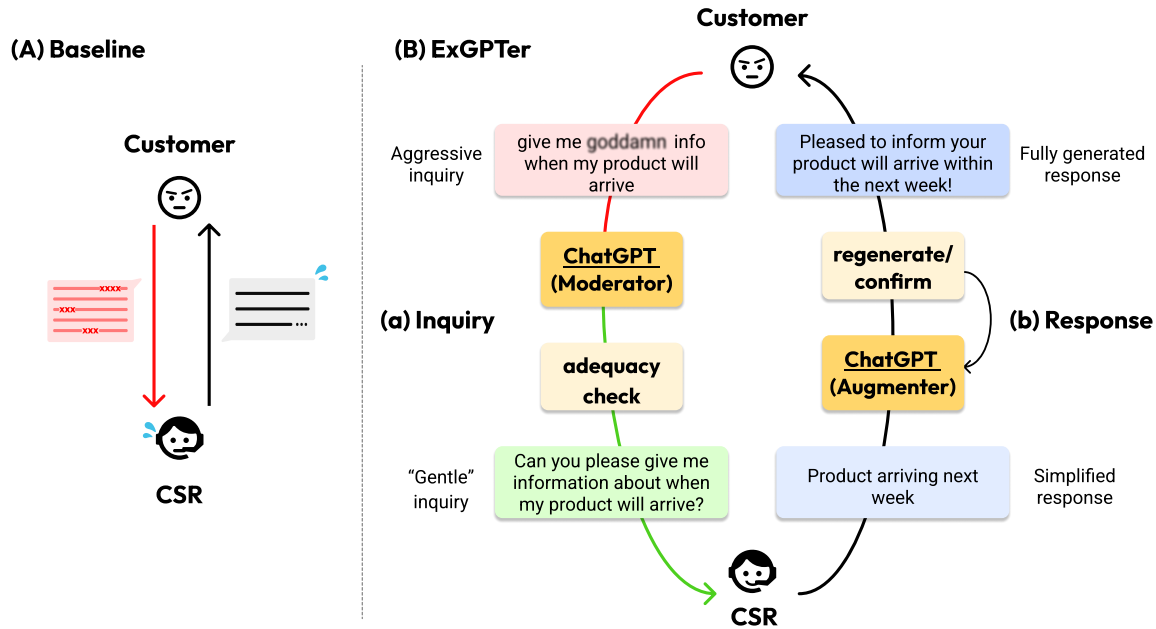 (A) Baseline
Customer
xxxx
xxx
xxx
CSR
(B) ExGPTer
Customer
Aggressive
inquiry
give me goddamn info
when my product will
arrive
ChatGPT
(Moderator)
(a) Inquiry
adequacy
check
“Gentle”
inquiry
Can you please give me
information about when
my product will arrive?
CSR
Pleased to inform your
product will arrive within
the next week!
Fully generated
response
regenerate/
confirm
(b) Response
ChatGPT
(Augmenter)
Product arriving next
week
Simplified
response